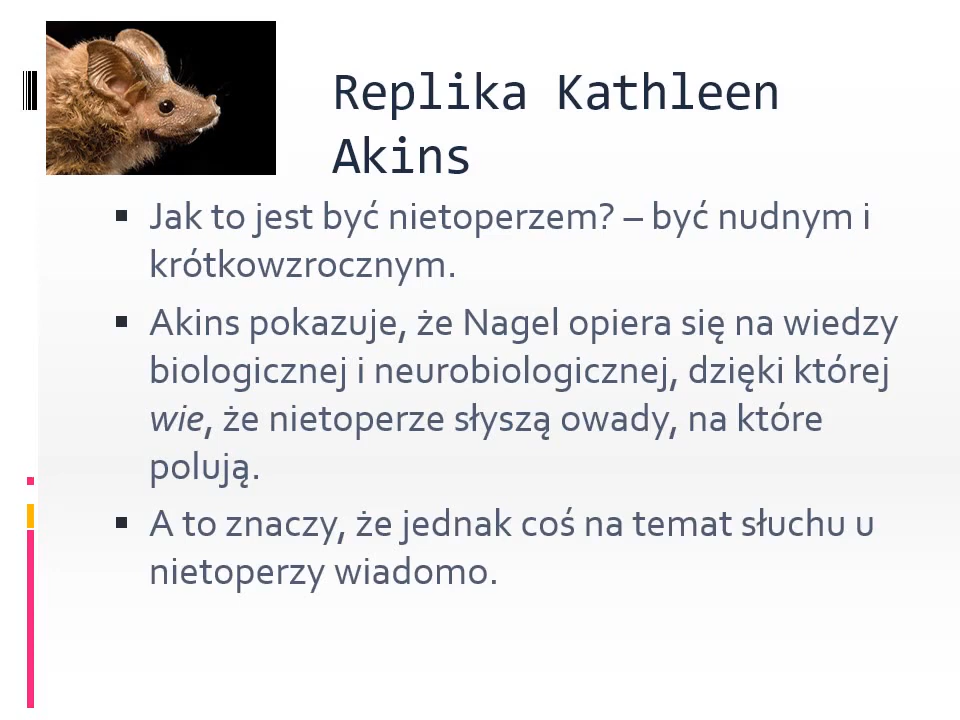 Replika Kathleen
Akins
▪ Jak to jest być nietoperzem? – być nudnym i
krótkowzrocznym.
▪ Akins pokazuje, że Nagel opiera się na wiedzy
biologicznej i neurobiologicznej, dzięki której
wie, że nietoperze słyszą owady, na które
polują.
▪ A to znaczy, że jednak coś na temat słuchu u
nietoperzy wiadomo.